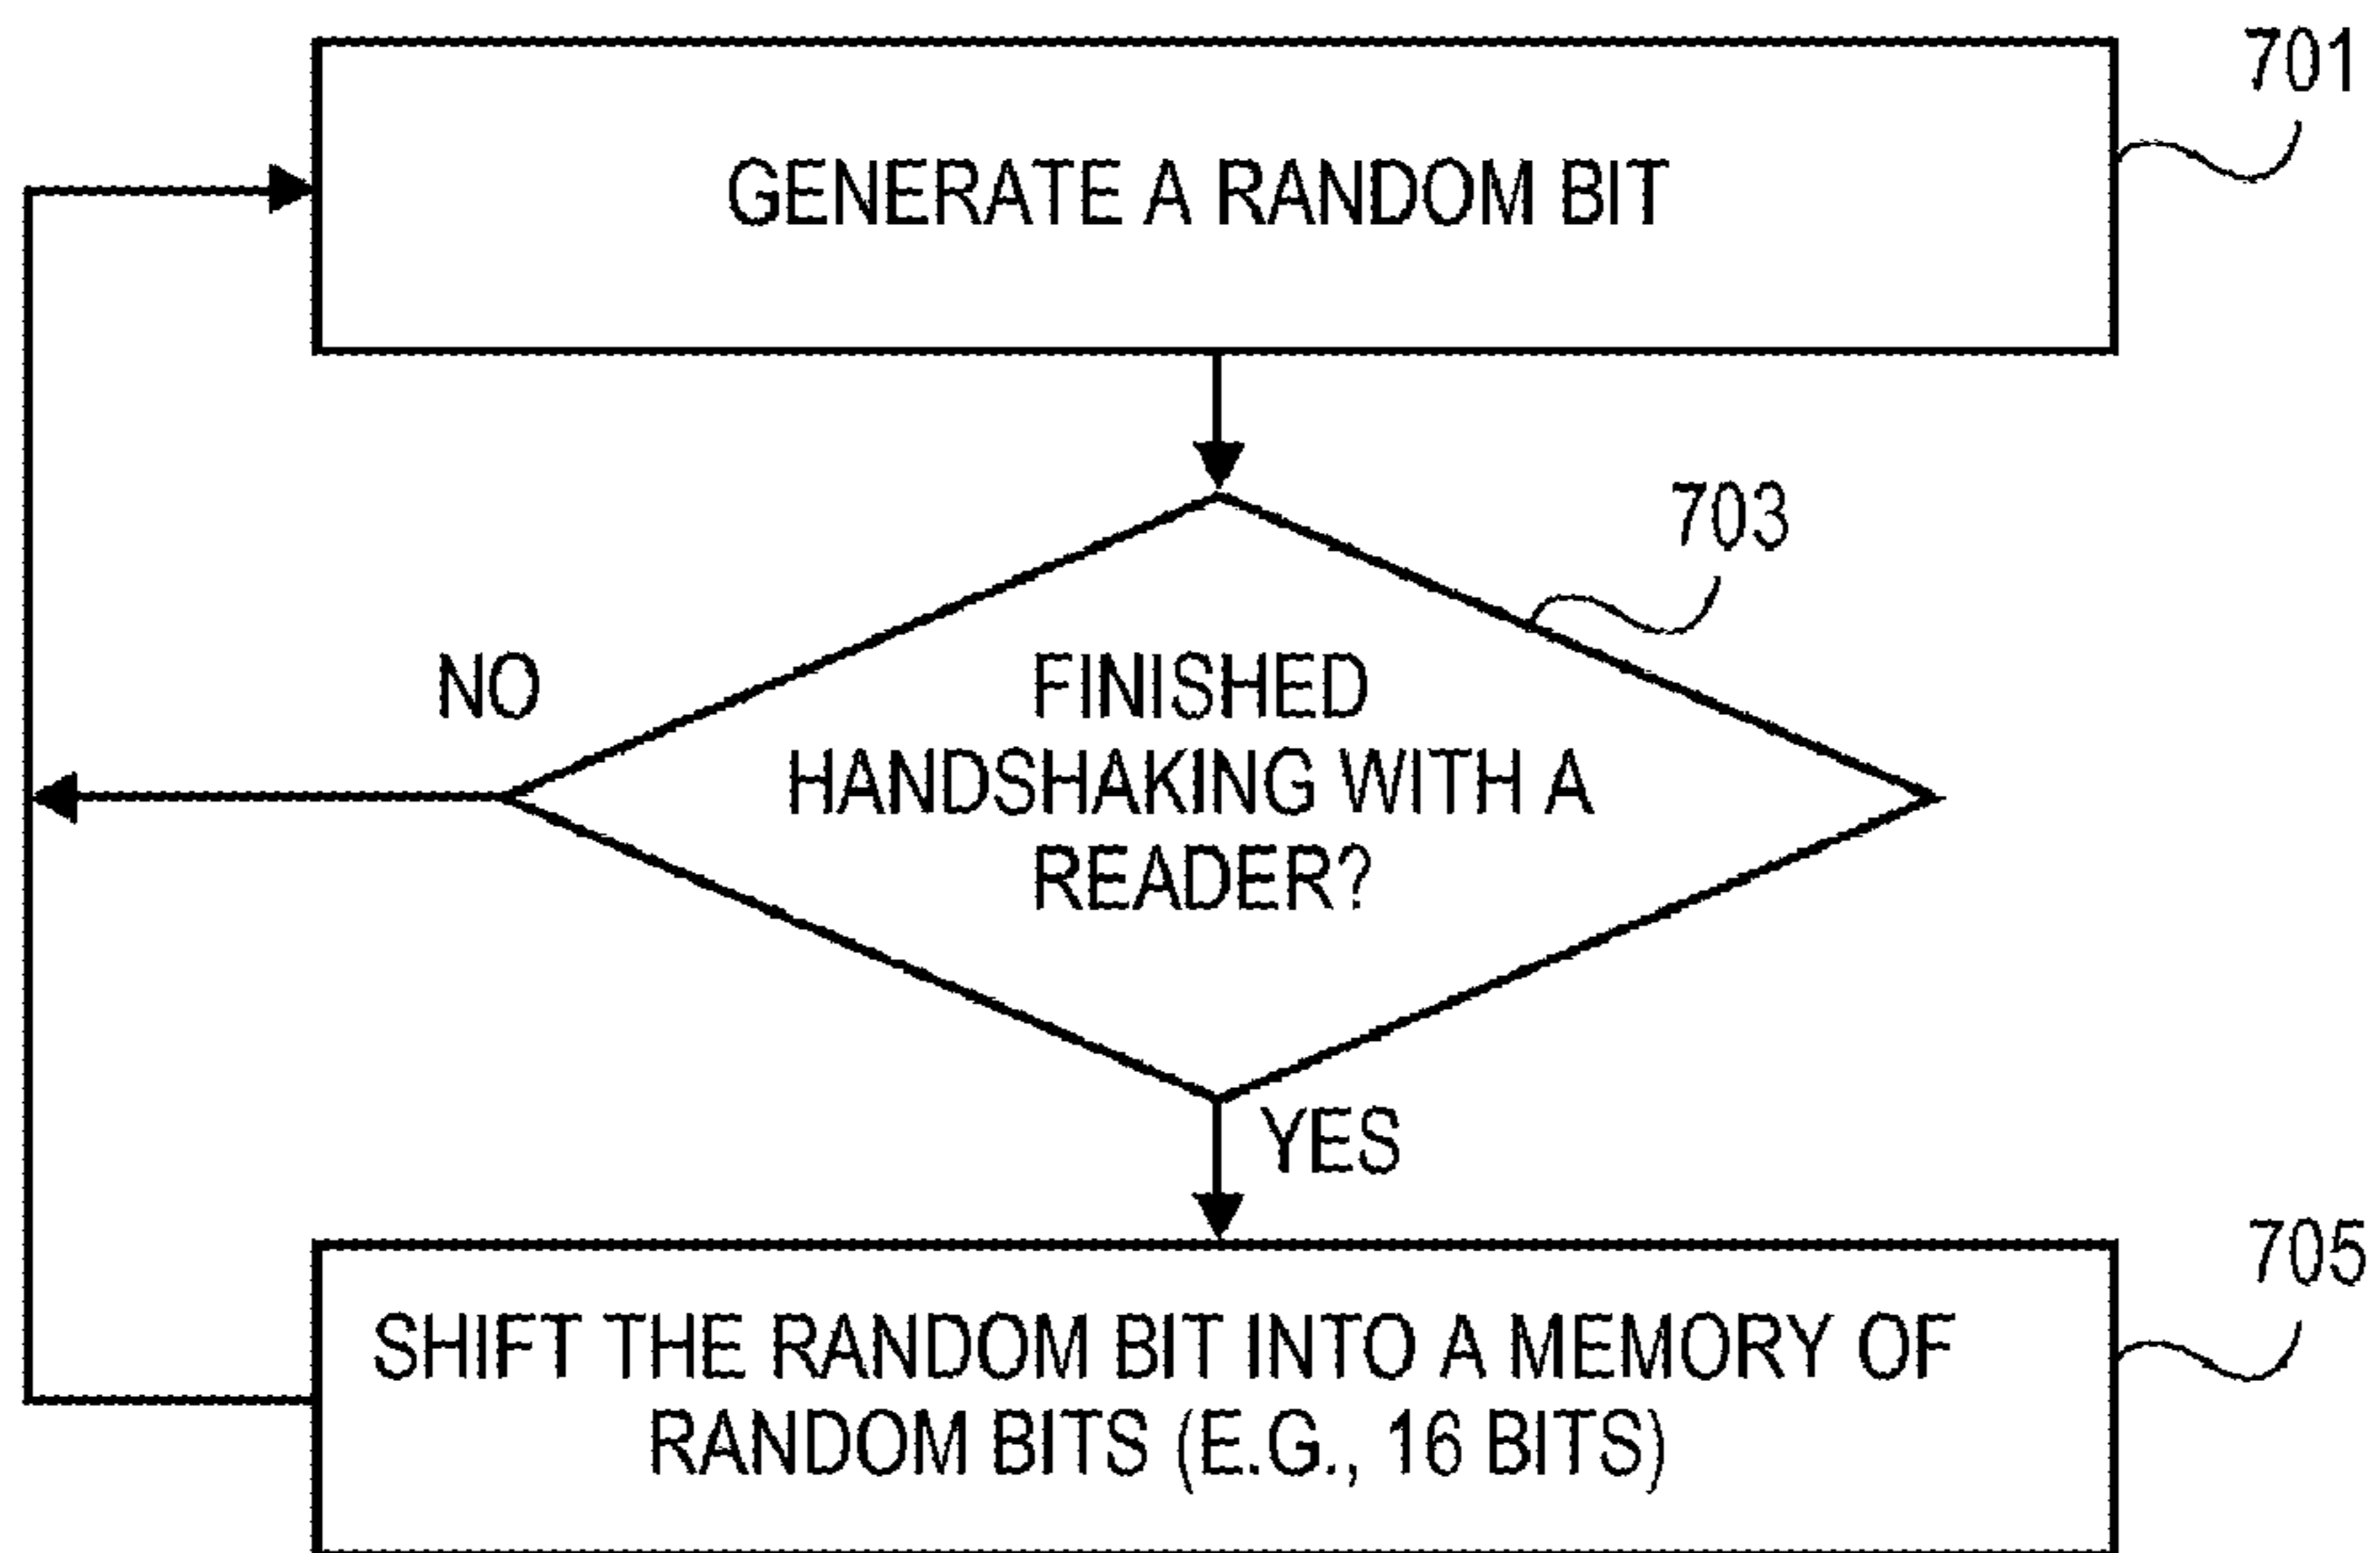 701
GENERATE A RANDOM BIT
703
NO
FINISHED
HANDSHAKING WITH A
READER?
YES
705
SHIFT THE RANDOM BIT INTO A MEMORY OF
RANDOM BITS (E.G., 16 BITS)